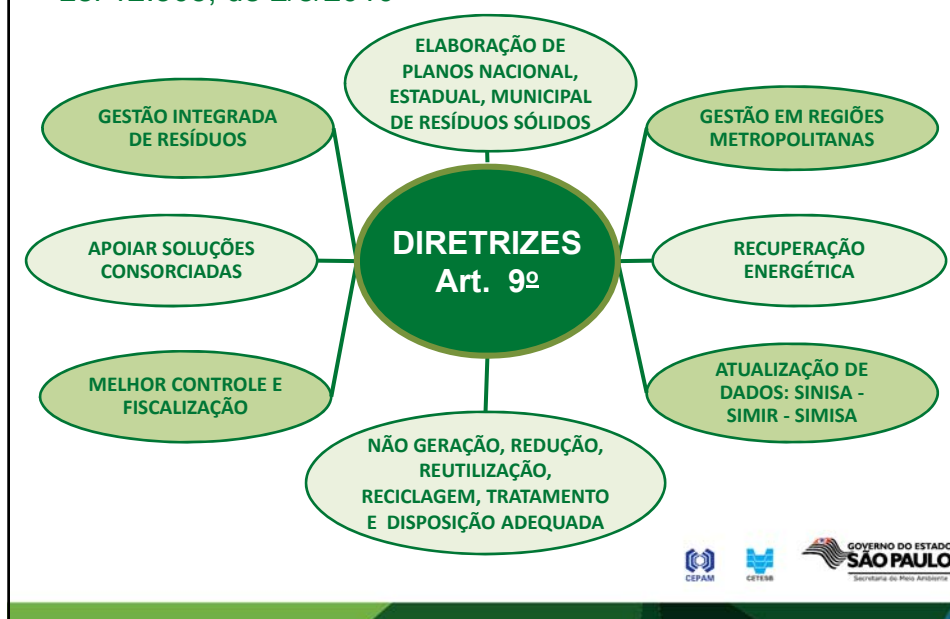 ELABORAÇÃO DE
PLANOS NACIONAL,
ESTADUAL, MUNICIPAL
DE RESÍDUOS SÓLIDOS
GESTÃO INTEGRADA
DE RESÍDUOS
GESTÃO EM REGIÕES
METROPOLITANAS
APOIAR SOLUÇÕES
CONSORCIADAS
DIRETRIZES
Art. 9º
RECUPERAÇÃO
ENERGÉTICA
MELHOR CONTROLE E
FISCALIZAÇÃO
ATUALIZAÇÃO DE
DADOS: SINISA -
SIMIR - SIMISA
NÃO GERAÇÃO, REDUÇÃO,
REUTILIZAÇÃO,
RECICLAGEM, TRATAMENTO
E DISPOSIÇÃO ADEQUADA
CEPAM
CETESB
GOVERNO DO ESTADO
SÃO PAULO
Secretaria do Meio Ambiente